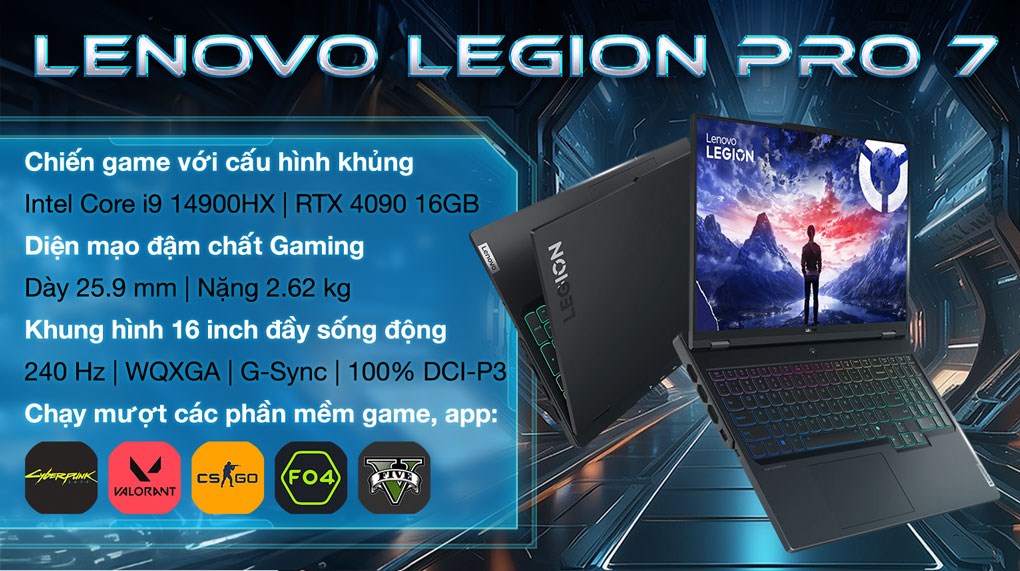 LENOVO LEGION PRO 7
Chiến game với cấu hình khủng
Intel Core i9 14900HX | RTX 4090 16GB
Diện mạo đậm chất Gaming
Dày 25.9 mm | Nặng 2.62 kg
Khung hình 16 inch đầy sống động
240 Hz | WQXGA | G-Sync | 100% DCI-P3
Chạy mượt các phần mềm game, app:
Cyberpunk
VALORANT
CS GO
FO4
V
FIVE
Lenovo
LEGION
Lenovo
LEGION